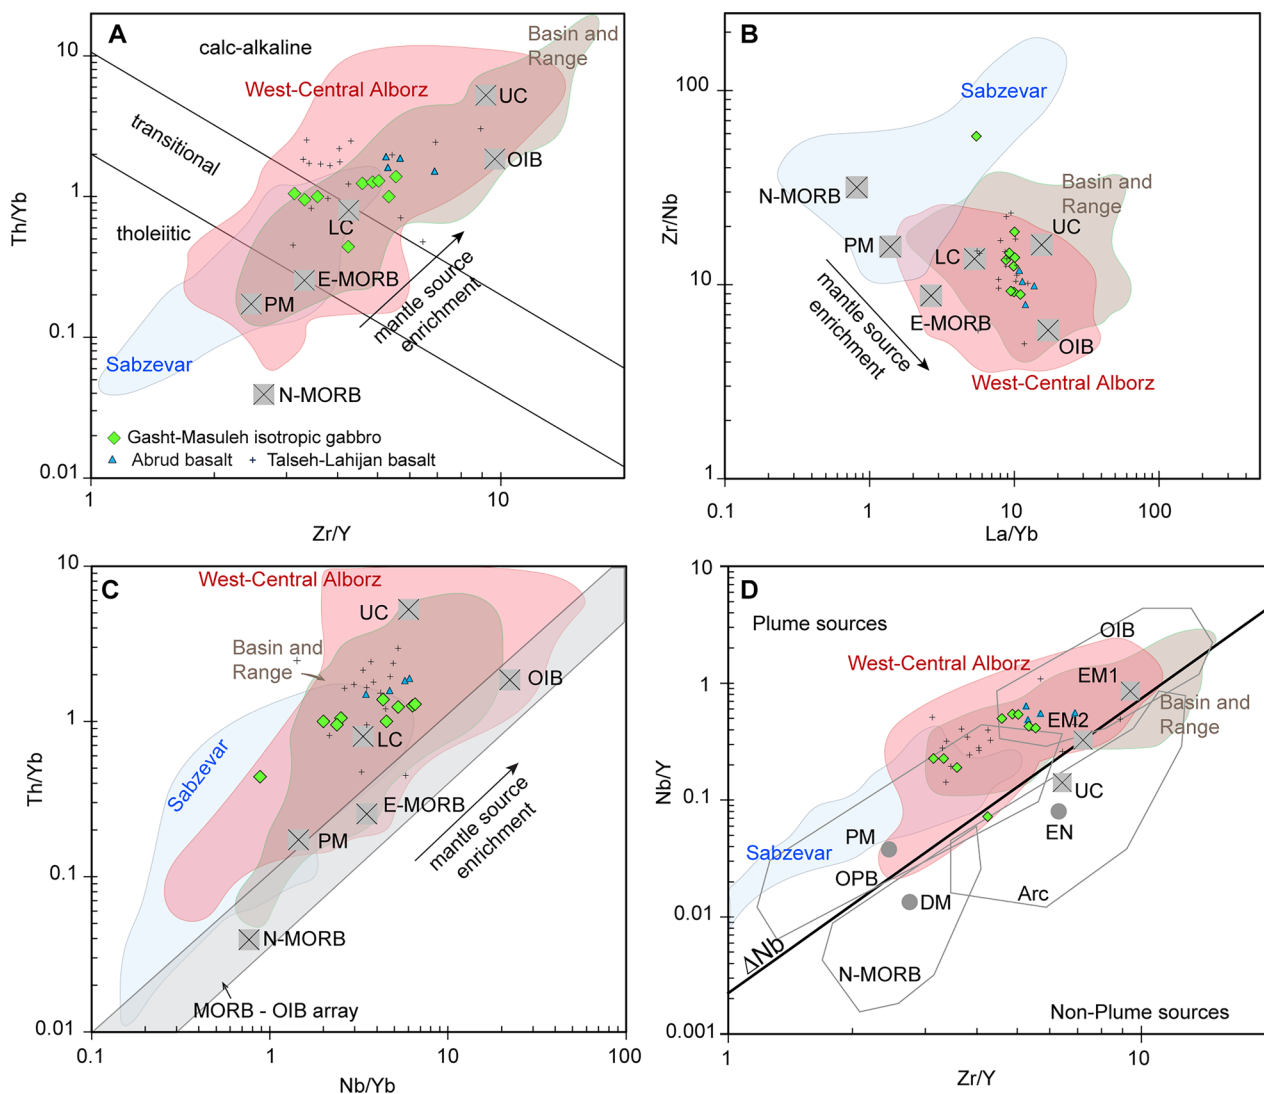 A
calc-alkaline
Basin and
Range
West-Central Alborz
UC
transitional
OIB
tholeiitic
LC
E-MORB
PM
mantle source
enrichment
Sabzevar
N-MORB
Gasht-Masuleh isotropic gabbro
Abrud basalt
Talseh-Lahijan basalt
10
1
0.1
0.01
Th/Yb
1
10
Zr/Y
B
Sabzevar
N-MORB
Basin and
Range
UC
PM
LC
E-MORB
OIB
mantle source
enrichment
West-Central Alborz
100
10
1
Zr/Nb
0.1
1
10
100
La/Yb
C
West-Central Alborz
UC
Basin and
Range
OIB
LC
Sabzevar
E-MORB
PM
mantle source
enrichment
N-MORB
MORB - OIB array
10
1
0.1
0.01
Th/Yb
0.1
1
10
100
Nb/Yb
D
Plume sources
OIB
West-Central Alborz
EM1
Basin and
Range
EM2
UC
EN
PM
Sabzevar
OPB
DM
Arc
ΔNb
N-MORB
Non-Plume sources
10
1
0.1
0.01
0.001
Nb/Y
1
10
Zr/Y